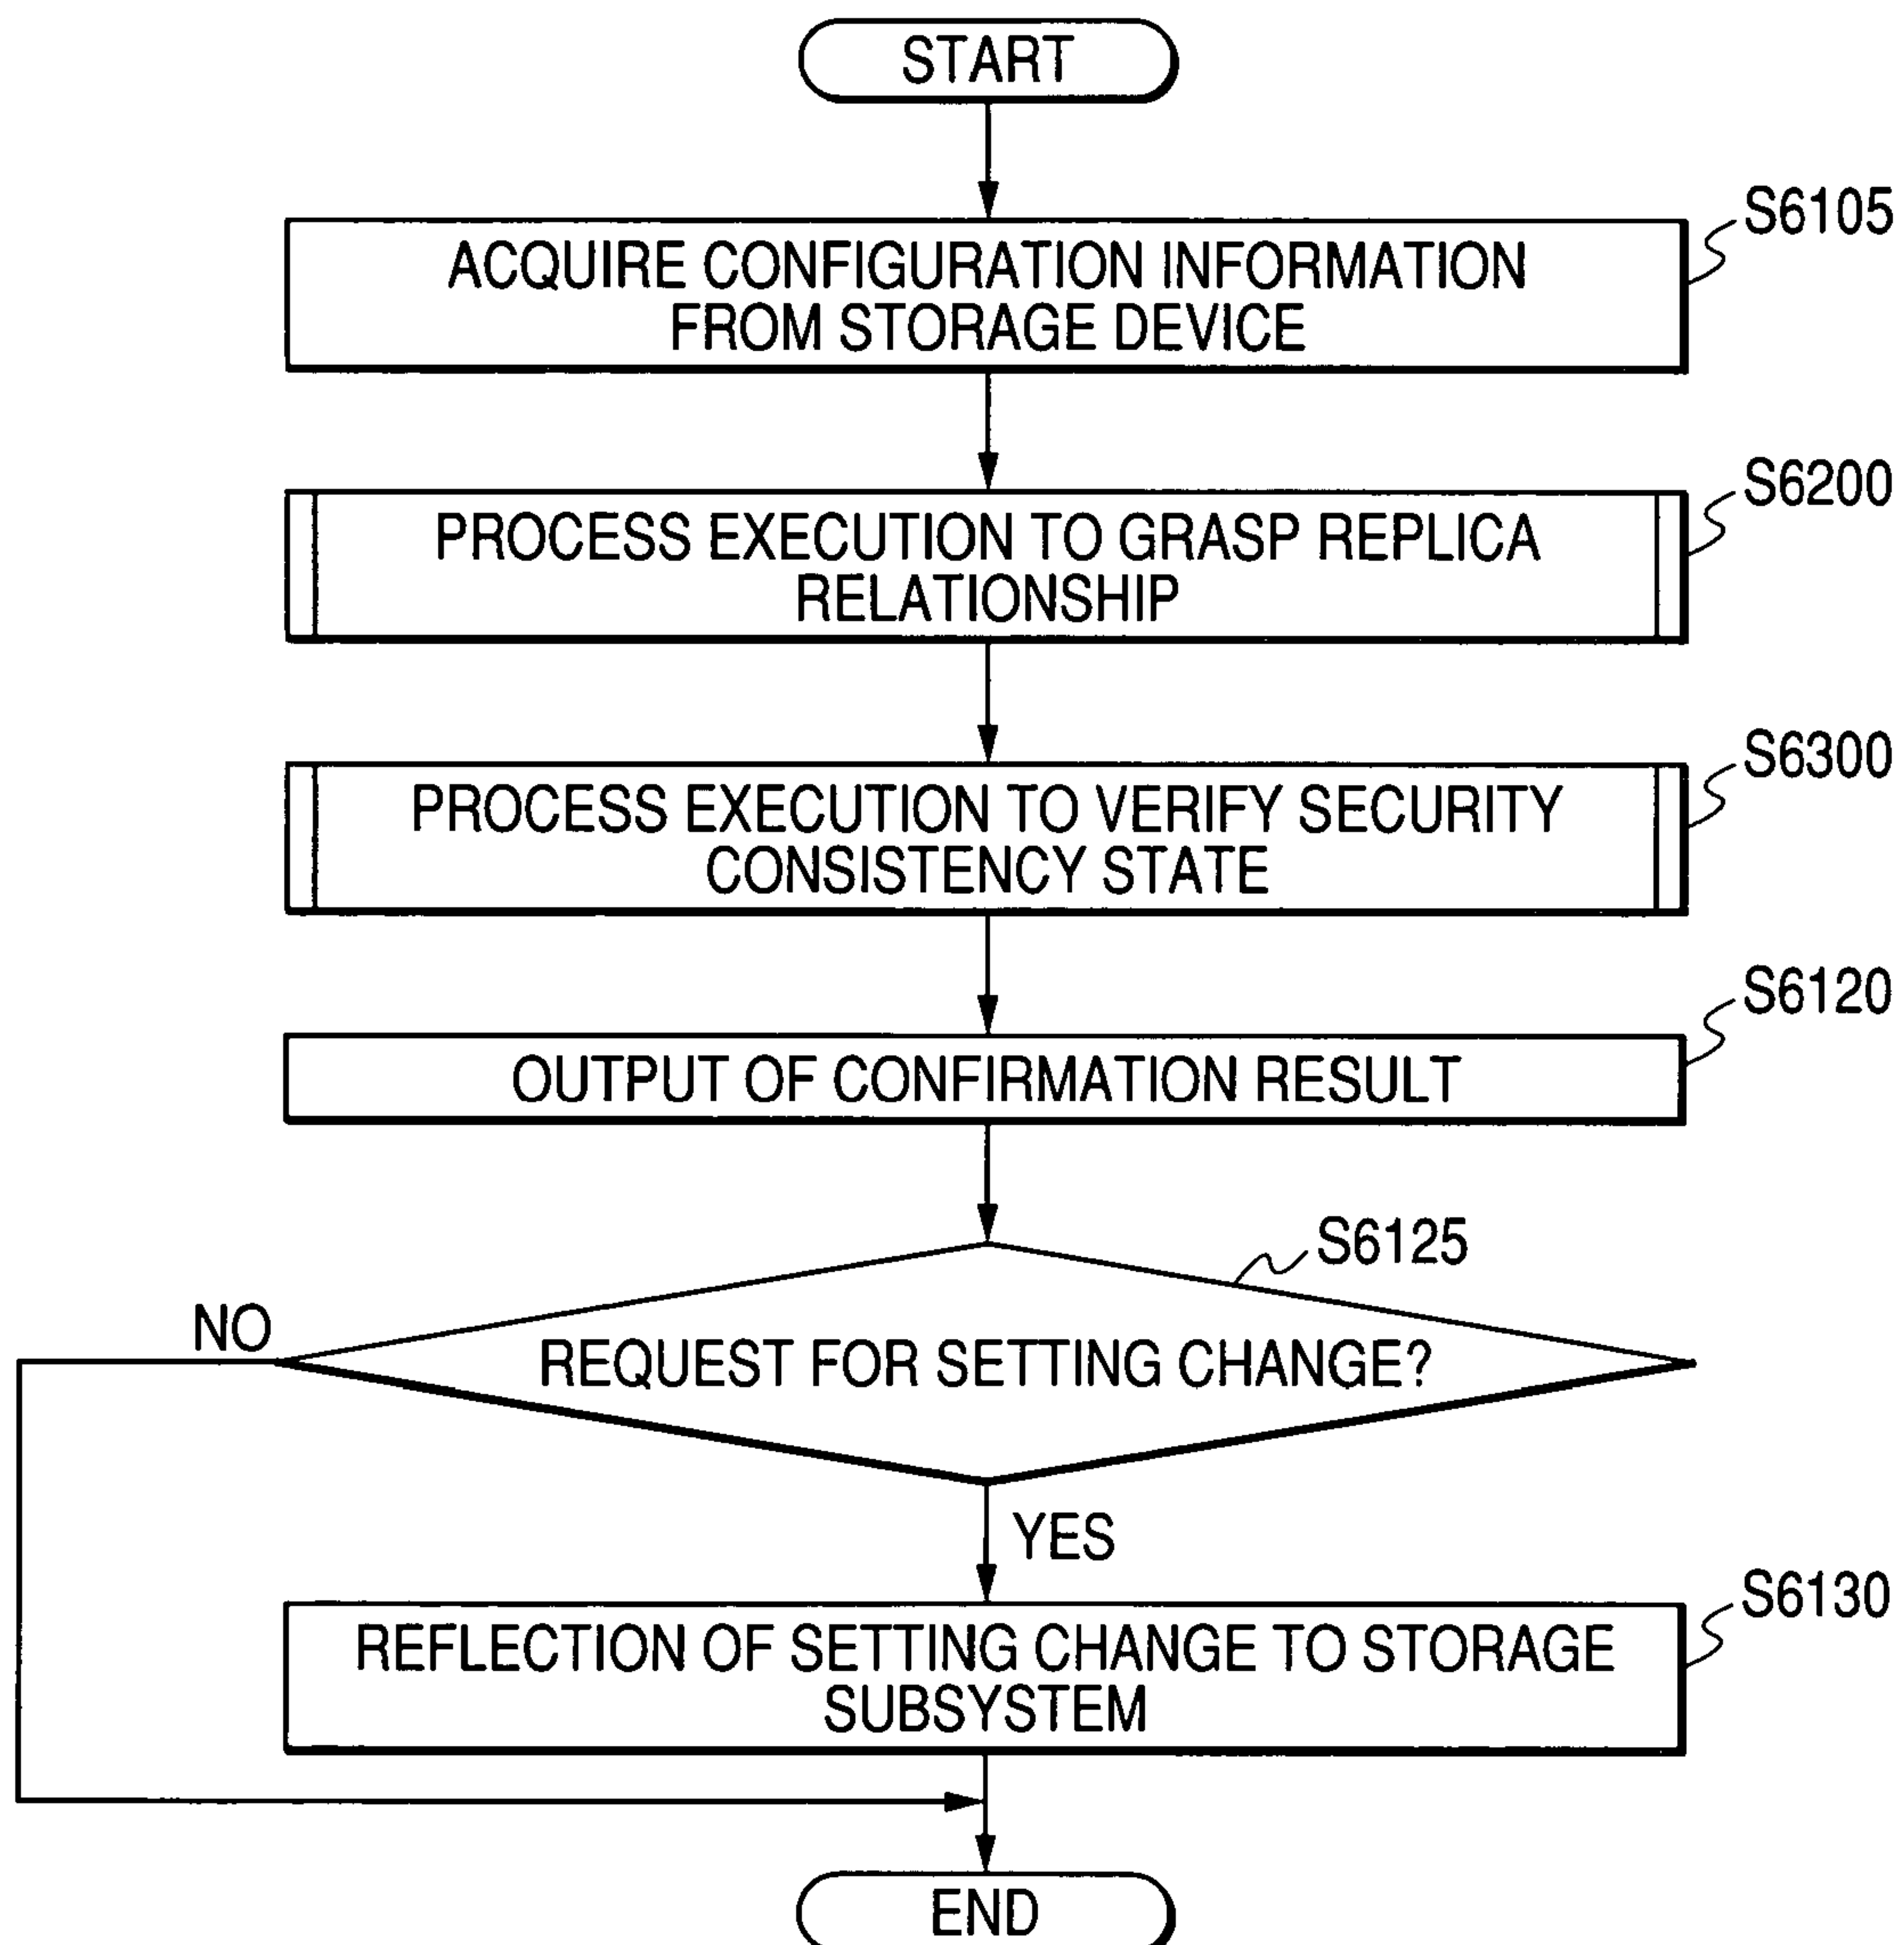 START
S6105
ACQUIRE CONFIGURATION INFORMATION
FROM STORAGE DEVICE
S6200
PROCESS EXECUTION TO GRASP REPLICA
RELATIONSHIP
S6300
PROCESS EXECUTION TO VERIFY SECURITY
CONSISTENCY STATE
S6120
OUTPUT OF CONFIRMATION RESULT
S6125
NO
REQUEST FOR SETTING CHANGE?
YES
S6130
REFLECTION OF SETTING CHANGE TO STORAGE
SUBSYSTEM
END